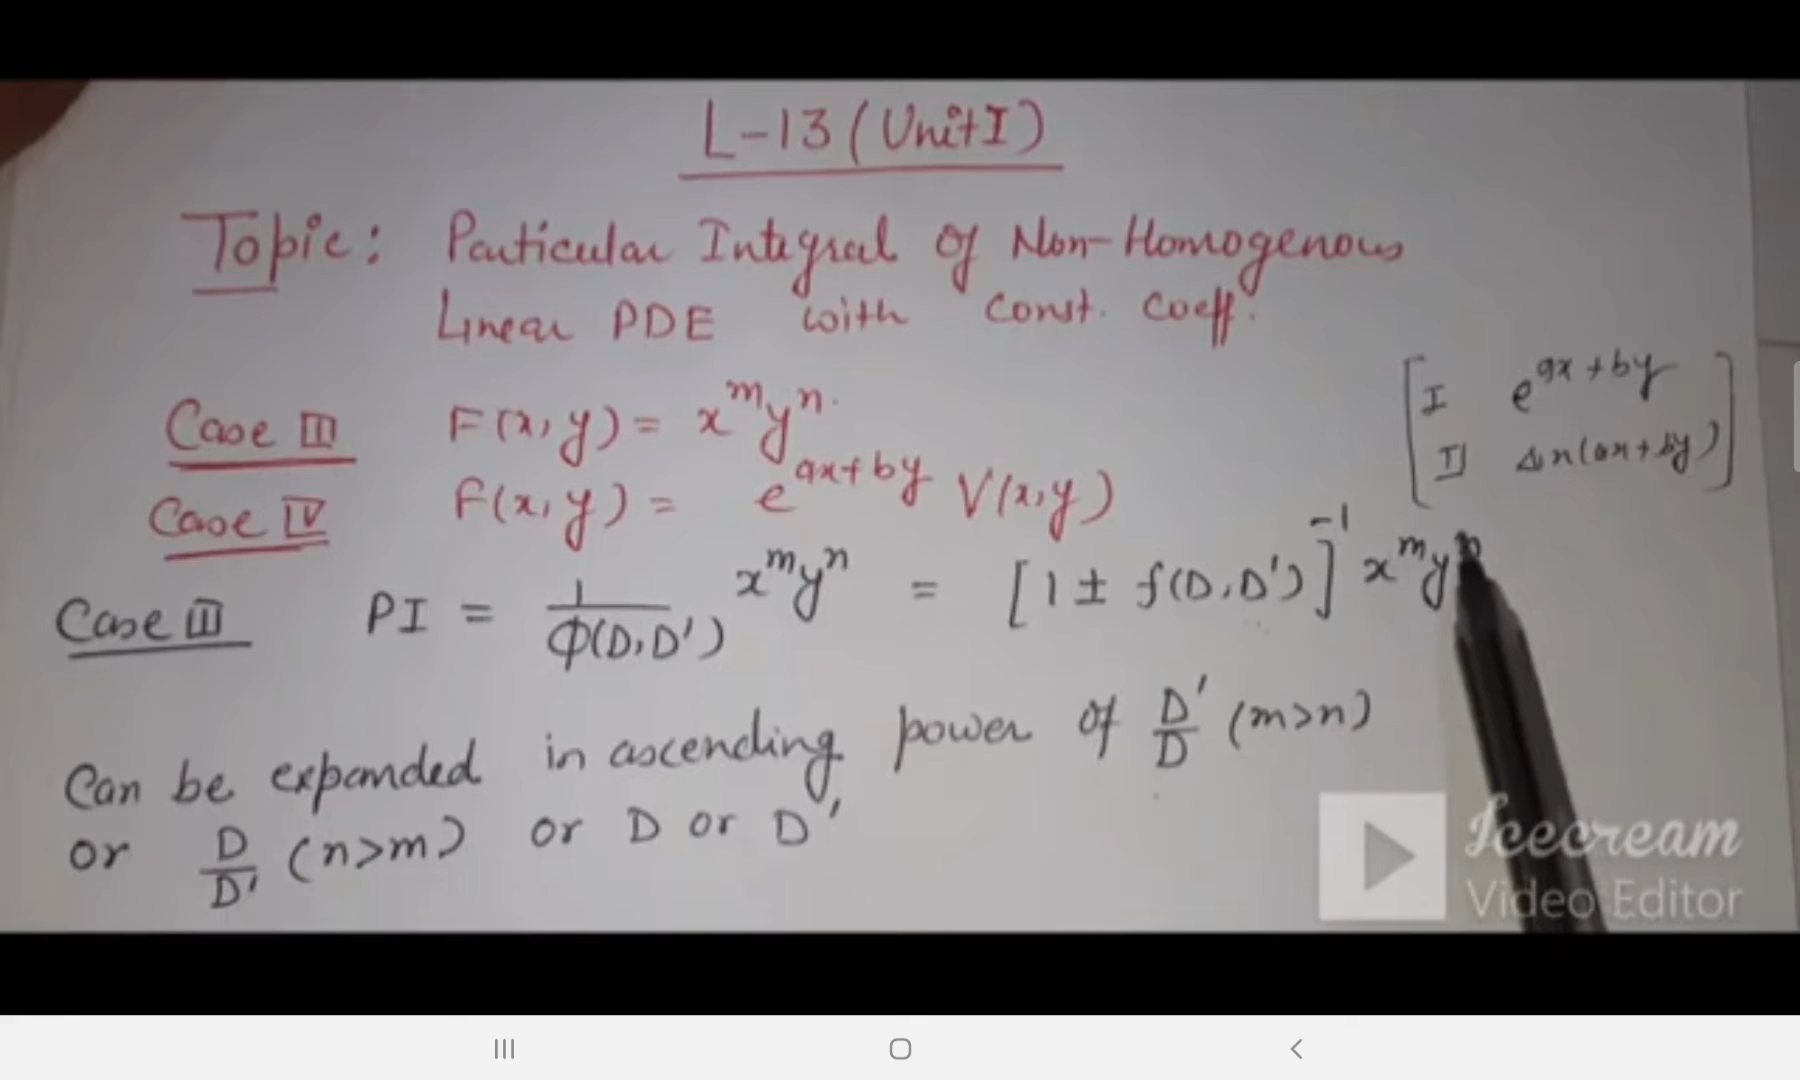 L-13 (Unit I)
Topic: Particular Integral of Non-Homogenous
Linear PDE with Const. Coeff.
Case III F(x,y) = x^m y^n.
Case IV F(x,y) = e^{ax+by} V(x,y)
[I e^{ax+by}
II sin(ax+by)]
Case III PI = 1/Φ(D,D') x^m y^n = [1 ± f(D,D')]^{-1} x^m y^n
Can be expanded in ascending power of D'/D (m>n)
or D/D' (n>m) or D or D'
Icecream
Video Editor